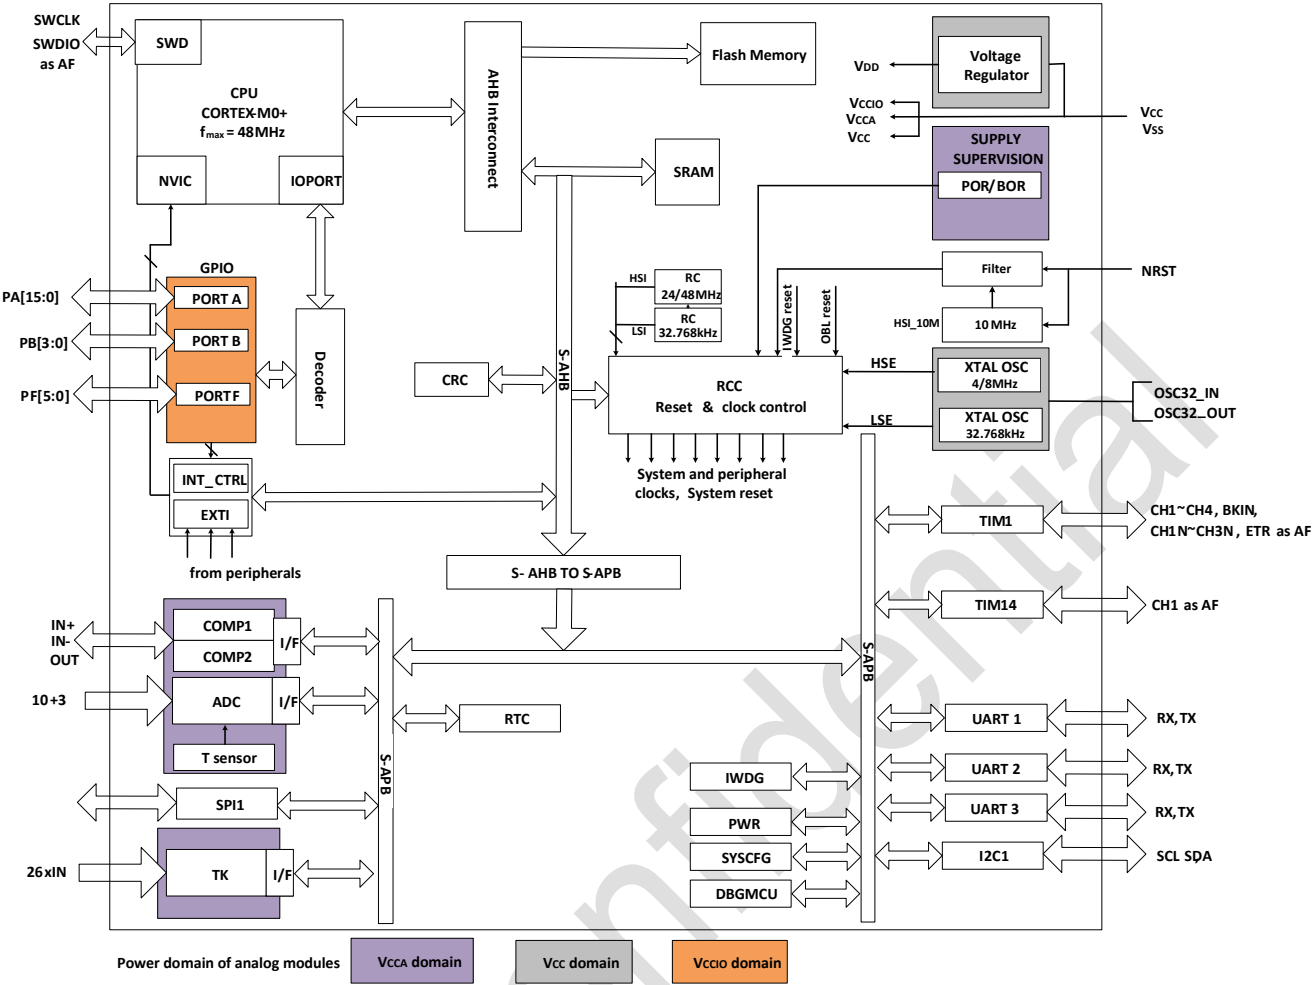 SWCLK
SWDIO
as AF
SWD
CPU
CORTEX-M0+
fmax = 48MHz
NVIC
IOPORT
AHB Interconnect
Flash Memory
SRAM
VDD
Voltage
Regulator
VCCIO
VCCA
VCC
VCC
VSS
SUPPLY
SUPERVISION
POR/BOR
GPIO
PA[15:0]
PORT A
PB[3:0]
PORT B
PF[5:0]
PORT F
Decoder
INT_CTRL
EXTI
from peripherals
HSI
RC
24/48MHz
LSI
RC
32.768kHz
IWDG reset
OBL reset
Filter
NRST
HSI_10M
10 MHz
CRC
S-AHB
RCC
Reset & clock control
HSE
XTAL OSC
4/8MHz
LSE
XTAL OSC
32.768kHz
OSC32_IN
OSC32_OUT
System and peripheral
clocks, System reset
S- AHB TO S-APB
TIM1
CH1~CH4, BKIN,
CH1N~CH3N, ETR as AF
TIM14
CH1 as AF
IN+
IN-
OUT
COMP1
COMP2
I/F
10+3
ADC
I/F
T sensor
RTC
S-APB
S-APB
UART 1
RX,TX
UART 2
RX,TX
UART 3
RX,TX
I2C1
SCL SDA
IWDG
PWR
SYSCFG
DBGMCU
SPI1
26xIN
TK
I/F
Power domain of analog modules
VCCA domain
VCC domain
VCCIO domain
onfidential